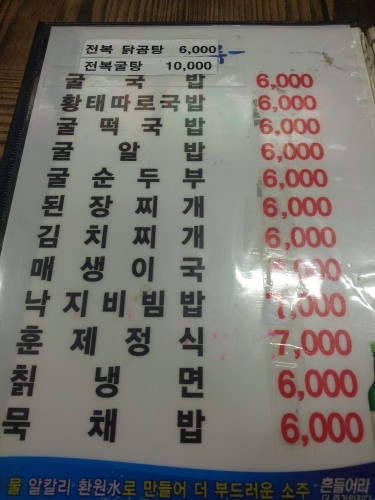 전복 닭곰탕 6,000
전복굴탕 10,000
굴국밥 6,000
황태따로국밥 6,000
굴떡국밥 6,000
굴알밥 6,000
굴순두부 6,000
된장찌개 6,000
김치찌개 6,000
매생이국 ,000
낙지비빔밥 7,000
훈제정식 7,000
칡냉면 6,000
묵채밥 6,000
물 알칼리 환원水로 만들어 더 부드러운 소주 흔들어라